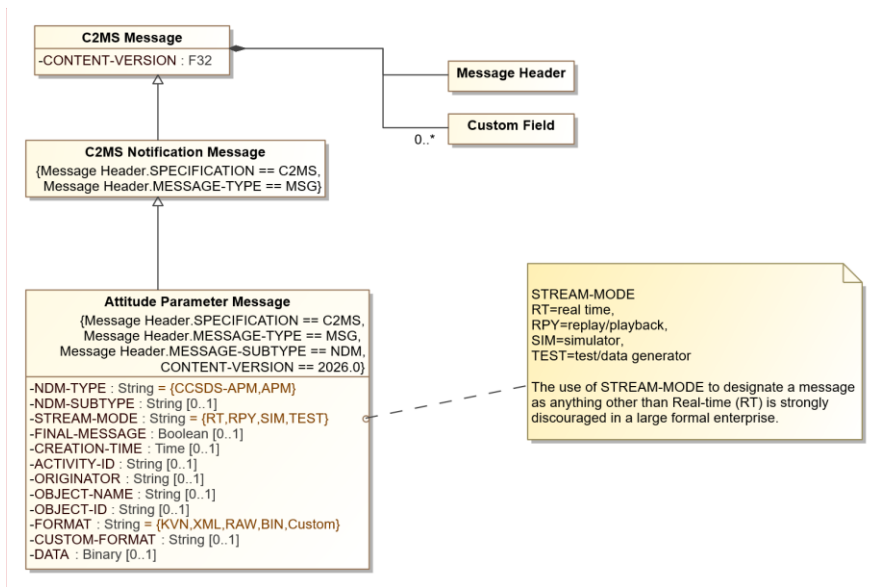 C2MS Message
-CONTENT-VERSION : F32
Message Header
Custom Field
0..*
C2MS Notification Message
{Message Header.SPECIFICATION == C2MS,
Message Header.MESSAGE-TYPE == MSG}
Attitude Parameter Message
{Message Header.SPECIFICATION == C2MS,
Message Header.MESSAGE-TYPE == MSG,
Message Header.MESSAGE-SUBTYPE == NDM,
CONTENT-VERSION == 2026.0}
-NDM-TYPE : String = {CCSDS-APM,APM}
-NDM-SUBTYPE : String [0..1]
-STREAM-MODE : String = {RT,RPY,SIM,TEST}
-FINAL-MESSAGE : Boolean [0..1]
-CREATION-TIME : Time [0..1]
-ACTIVITY-ID : String [0..1]
-ORIGINATOR : String [0..1]
-OBJECT-NAME : String [0..1]
-OBJECT-ID : String [0..1]
-FORMAT : String = {KVN,XML,RAW,BIN,Custom}
-CUSTOM-FORMAT : String [0..1]
-DATA : Binary [0..1]
STREAM-MODE
RT=real time,
RPY=replay/playback,
SIM=simulator,
TEST=test/data generator
The use of STREAM-MODE to designate a message
as anything other than Real-time (RT) is strongly
discouraged in a large formal enterprise.